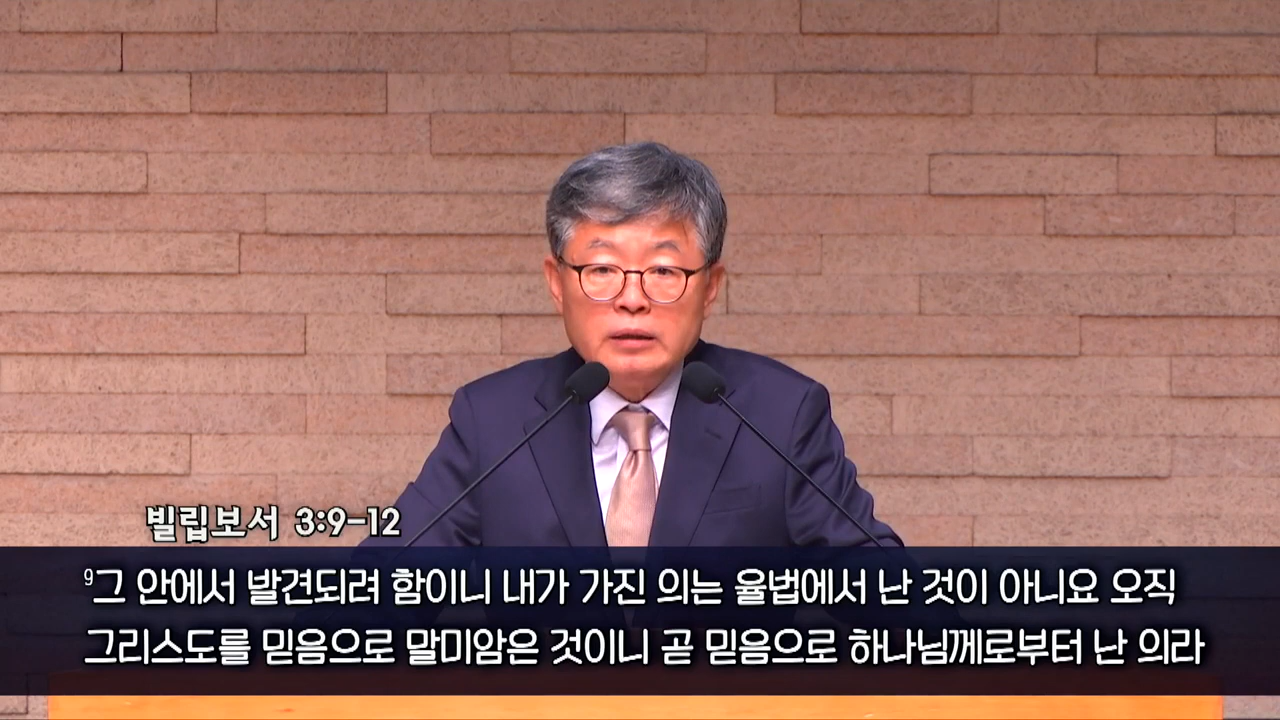 빌립보서 3:9-12
9그 안에서 발견되려 함이니 내가 가진 의는 율법에서 난 것이 아니요 오직
그리스도를 믿음으로 말미암은 것이니 곧 믿음으로 하나님께로부터 난 의라